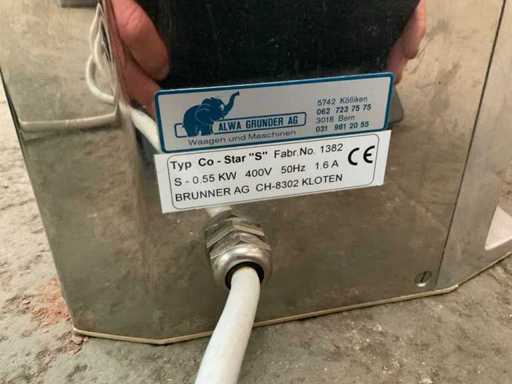 ALWA GRUNDER AG
Waagen und Maschinen
5742 Kölliken
062 723 75 75
3018 Bern
031 981 20 55
Typ Co - Star "S" Fabr.No. 1382
S - 0.55 KW 400V 50Hz 1.6 A
BRUNNER AG CH-8302 KLOTEN
CE